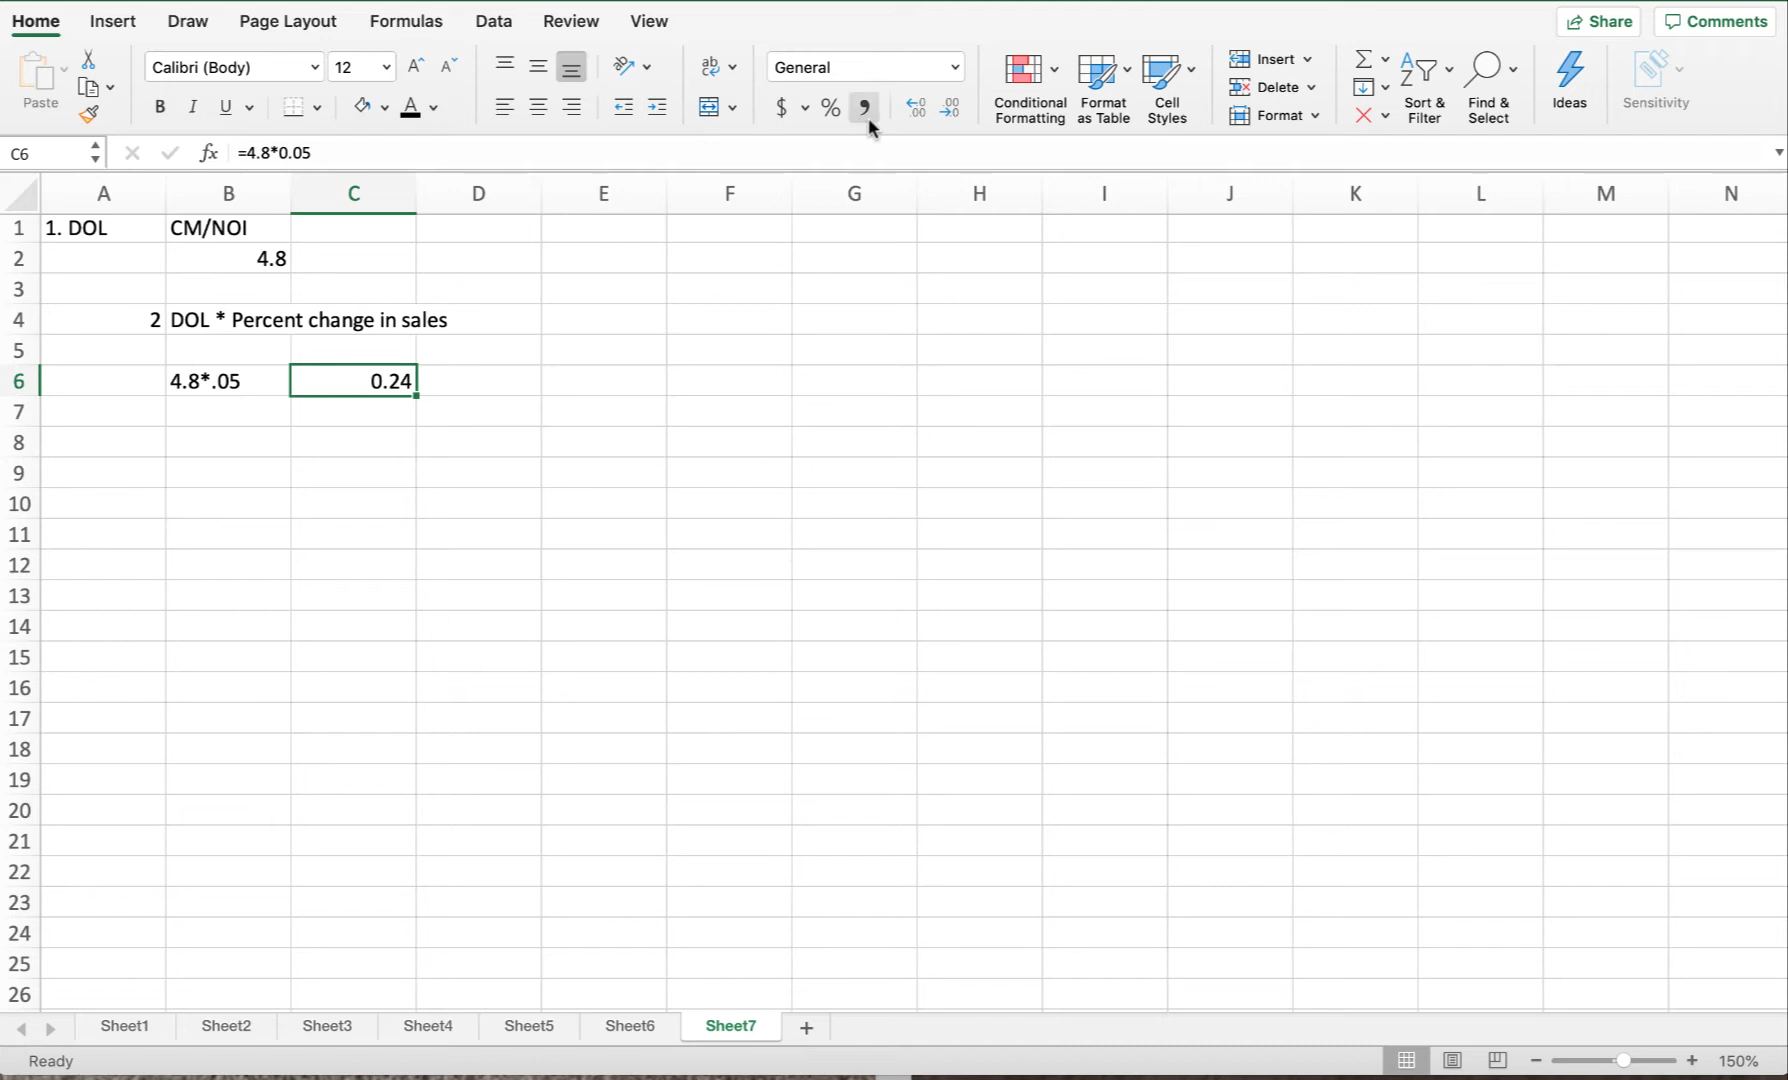 Home Insert Draw Page Layout Formulas Data Review View Share Comments
Paste Calibri (Body) 12 A^ A˅ ab General Conditional Formatting Format as Table Cell Styles Insert Delete Format Sort & Filter Find & Select Ideas Sensitivity
B I U A $ % , .00 .0
C6 fx =4.8*0.05
A B C D E F G H I J K L M N
1 1. DOL CM/NOI
2 4.8
3
4 2 DOL * Percent change in sales
5
6 4.8*.05 0.24
7
8
9
10
11
12
13
14
15
16
17
18
19
20
21
22
23
24
25
26
Sheet1 Sheet2 Sheet3 Sheet4 Sheet5 Sheet6 Sheet7 +
Ready − + 150%